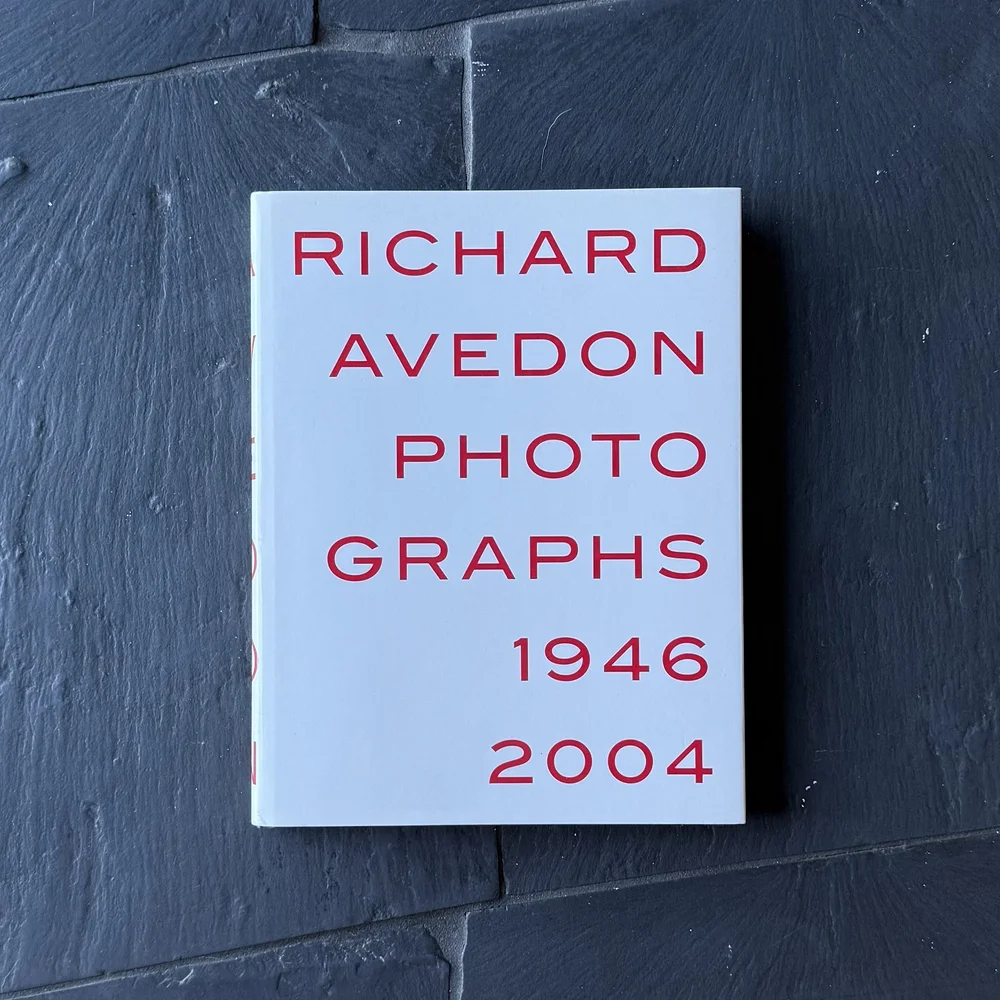 RICHARD
AVEDON
PHOTO
GRAPHS
1946
2004